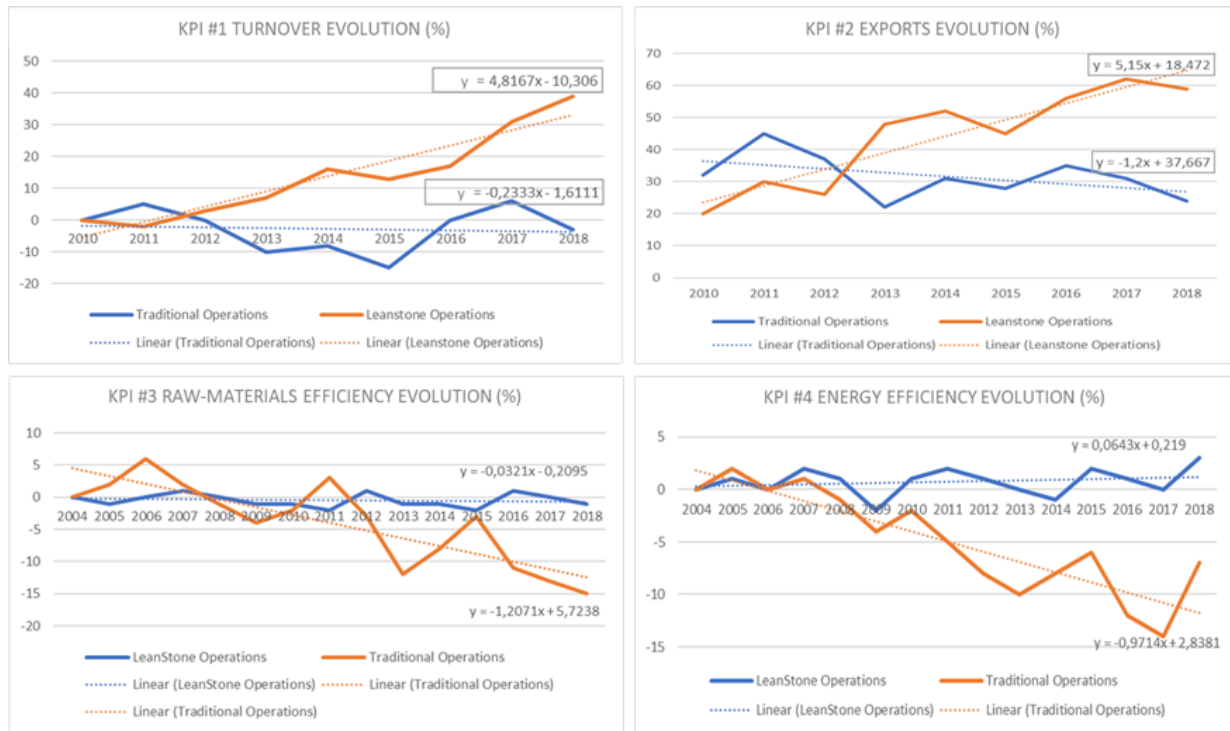 KPI #1 TURNOVER EVOLUTION (%)
50
40
30
20
10
0
-10
-20
y = 4,8167x - 10,306
y = -0,2333x - 1,6111
2010 2011 2012 2013 2014 2015 2016 2017 2018
Traditional Operations Leanstone Operations
Linear (Traditional Operations) Linear (Leanstone Operations)
KPI #2 EXPORTS EVOLUTION (%)
70
60
50
40
30
20
10
0
y = 5,15x + 18,472
y = -1,2x + 37,667
2010 2011 2012 2013 2014 2015 2016 2017 2018
Traditional Operations Leanstone Operations
Linear (Traditional Operations) Linear (Leanstone Operations)
KPI #3 RAW-MATERIALS EFFICIENCY EVOLUTION (%)
10
5
0
-5
-10
-15
-20
y = -0,0321x - 0,2095
2004 2005 2006 2007 2008 2009 2010 2011 2012 2013 2014 2015 2016 2017 2018
y = -1,2071x + 5,7238
LeanStone Operations Traditional Operations
Linear (LeanStone Operations) Linear (Traditional Operations)
Linear (Traditional Operations)
KPI #4 ENERGY EFFICIENCY EVOLUTION (%)
5
0
-5
-10
-15
y = 0,0643x + 0,219
2004 2005 2006 2007 2008 2009 2010 2011 2012 2013 2014 2015 2016 2017 2018
y = -0,9714x + 2,8381
LeanStone Operations Traditional Operations
Linear (LeanStone Operations) Linear (Traditional Operations)